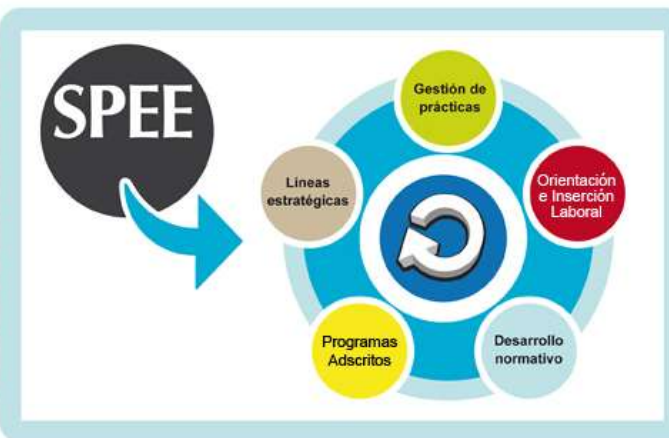 SPEE
Gestión de
prácticas
Orientación
e Inserción
Laboral
Desarrollo
normativo
Programas
Adscritos
Líneas
estratégicas